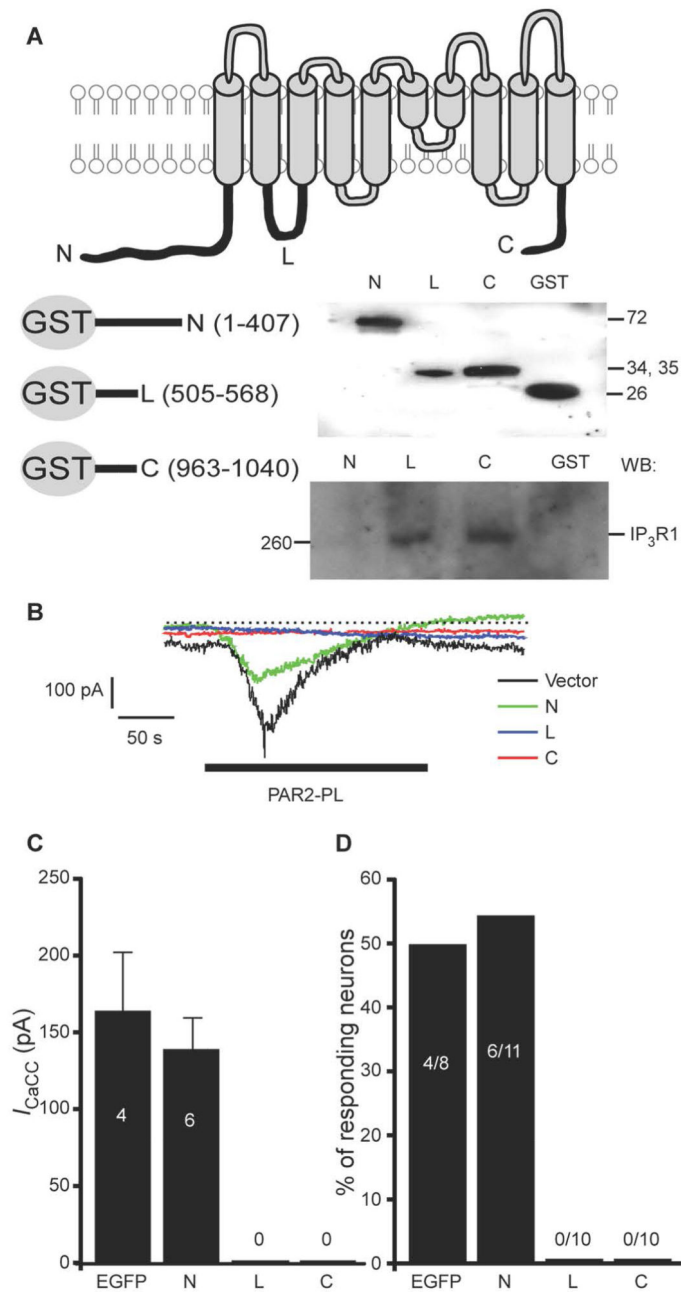 A
N
L
C
GST N (1-407)
GST L (505-568)
GST C (963-1040)
N L C GST
72
34, 35
26
N L C GST WB:
260
IP3R1
B
100 pA
50 s
PAR2-PL
Vector
N
L
C
C
ICaCC (pA)
250
200
150
100
50
0
4
6
0
0
EGFP N L C
D
% of responding neurons
60
50
40
30
20
10
0
4/8
6/11
0/10
0/10
EGFP N L C